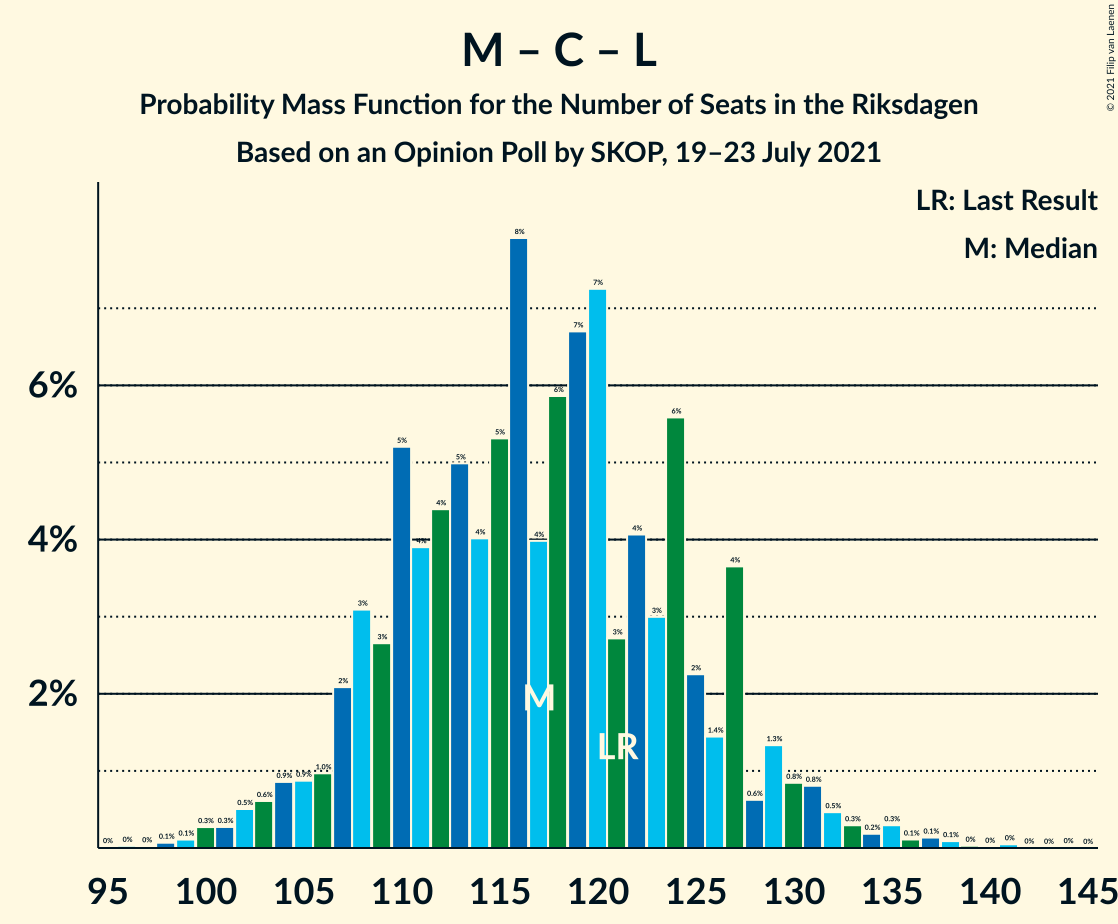 M – C – L
Probability Mass Function for the Number of Seats in the Riksdagen
Based on an Opinion Poll by SKOP, 19–23 July 2021
© 2021 Filip van Laenen
LR: Last Result
M: Median
6%
4%
2%
0% 0% 0% 0.1% 0.1% 0.3% 0.3% 0.5% 0.6% 0.9% 0.9% 1.0% 2% 3% 3% 5% 4% 4% 5% 4% 5% 8% 4% 6% 7% 7% 3% 4% 3% 6% 2% 1.4% 4% 0.6% 1.3% 0.8% 0.8% 0.5% 0.3% 0.2% 0.3% 0.1% 0.1% 0.1% 0% 0% 0% 0% 0% 0% 0%
M
LR
95 100 105 110 115 120 125 130 135 140 145